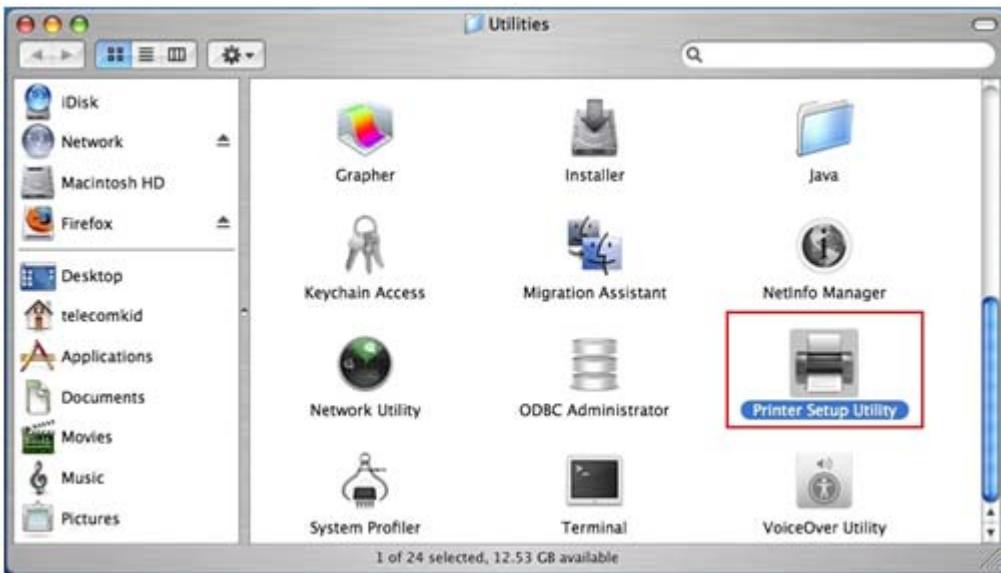 Utilities
iDisk
Network
Macintosh HD
Firefox
Desktop
telecomkid
Applications
Documents
Movies
Music
Pictures
Grapher
Installer
Java
Keychain Access
Migration Assistant
NetInfo Manager
Network Utility
ODBC Administrator
Printer Setup Utility
System Profiler
Terminal
VoiceOver Utility
1 of 24 selected, 12.53 GB available